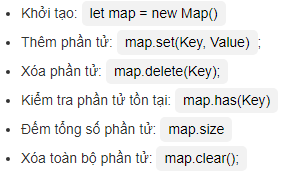 Khởi tạo: let map = new Map()
Thêm phần tử: map.set(Key, Value) ;
Xóa phần tử: map.delete(Key);
Kiểm tra phần tử tồn tại: map.has(Key)
Đếm tổng số phần tử: map.size
Xóa toàn bộ phần tử: map.clear();